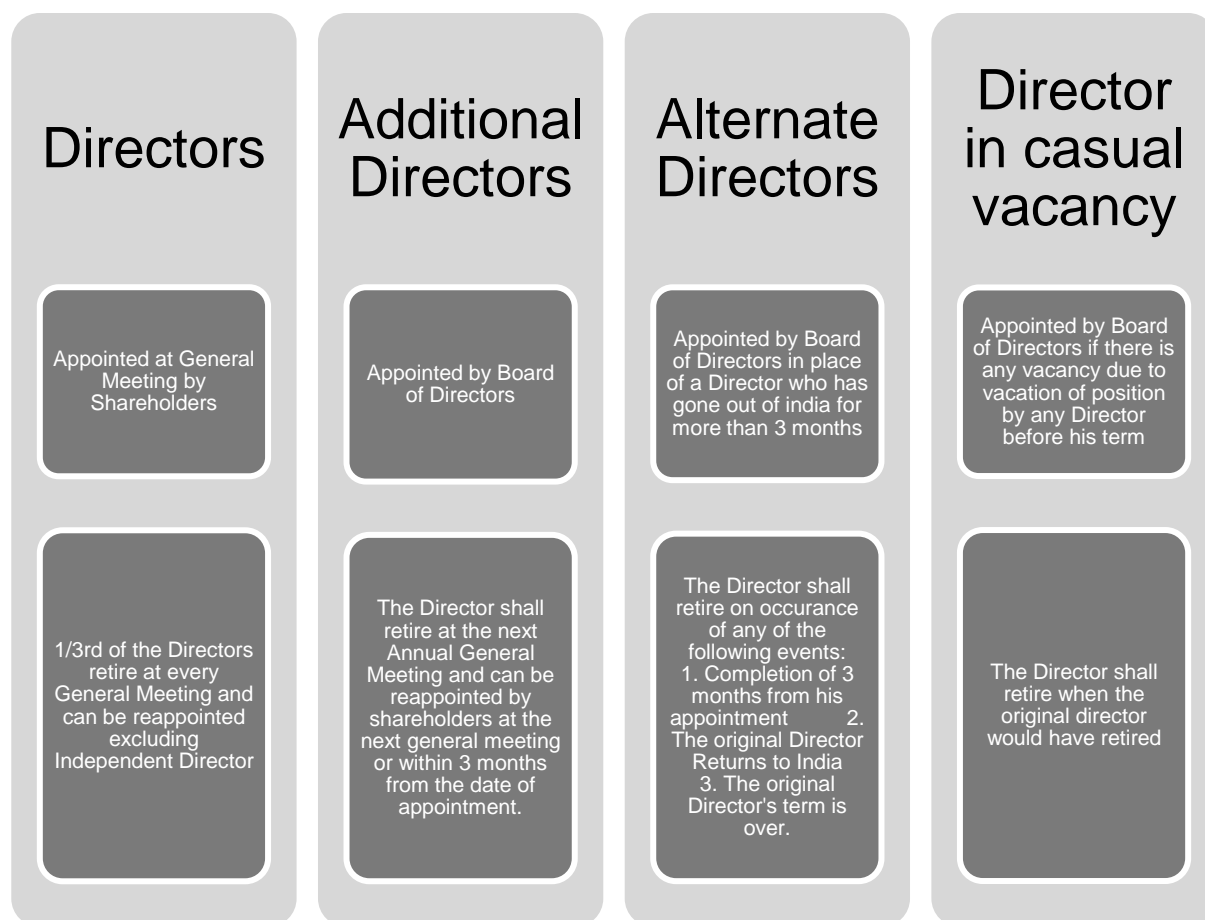 Directors
Appointed at General
Meeting by
Shareholders
1/3rd of the Directors
retire at every
General Meeting and
can be reappointed
excluding
Independent Director
Additional
Directors
Appointed by Board
of Directors
The Director shall
retire at the next
Annual General
Meeting and can be
reappointed by
shareholders at the
next general meeting
or within 3 months
from the date of
appointment.
Alternate
Directors
Appointed by Board
of Directors in place
of a Director who has
gone out of india for
more than 3 months
The Director shall
retire on occurance
of any of the
following events:
1. Completion of 3
months from his
appointment 2.
The original Director
Returns to India
3. The original
Director's term is
over.
Director
in casual
vacancy
Appointed by Board
of Directors if there is
any vacancy due to
vacation of position
by any Director
before his term
The Director shall
retire when the
original director
would have retired